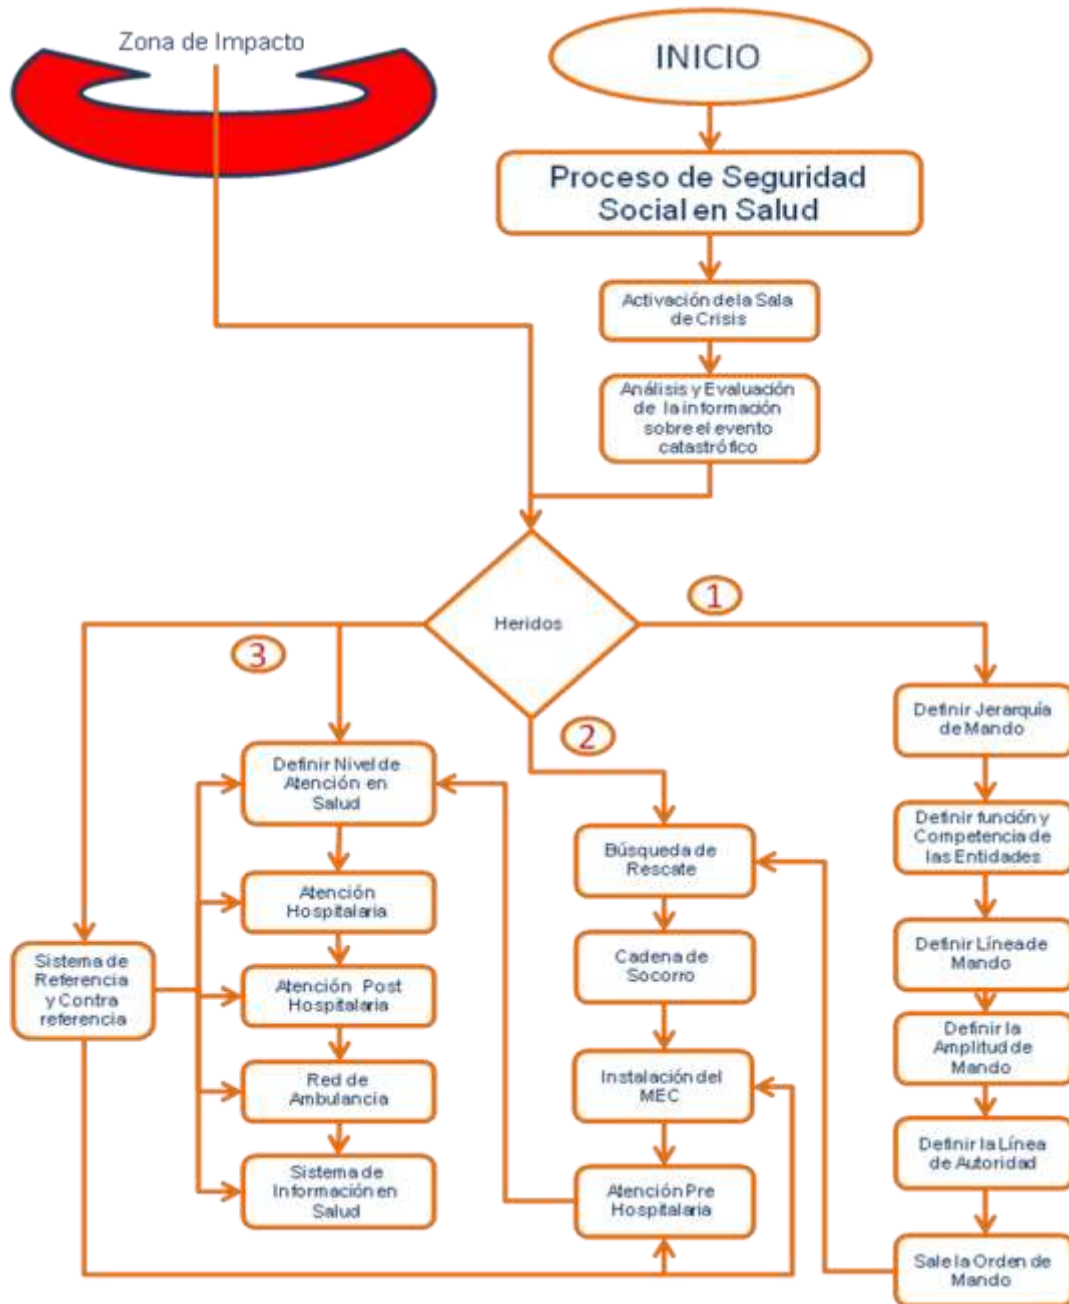 Zona de Impacto
INICIO
Proceso de Seguridad
Social en Salud
Activación de la Sala
de Crisis
Análisis y Evaluación
de la información
sobre el evento
catastrófico
Heridos
1
2
3
Definir Jerarquía
de Mando
Definir función y
Competencia de
las Entidades
Definir Línea de
Mando
Definir la
Amplitud de
Mando
Definir la Línea
de Autoridad
Sale la Orden de
Mando
Búsqueda de
Rescate
Cadena de
Socorro
Instalación del
MEC
Atención Pre
Hospitalaria
Definir Nivel de
Atención en
Salud
Atención
Hospitalaria
Atención Post
Hospitalaria
Red de
Ambulancia
Sistema de
Información en
Salud
Sistema de
Referencia
y Contra
referencia